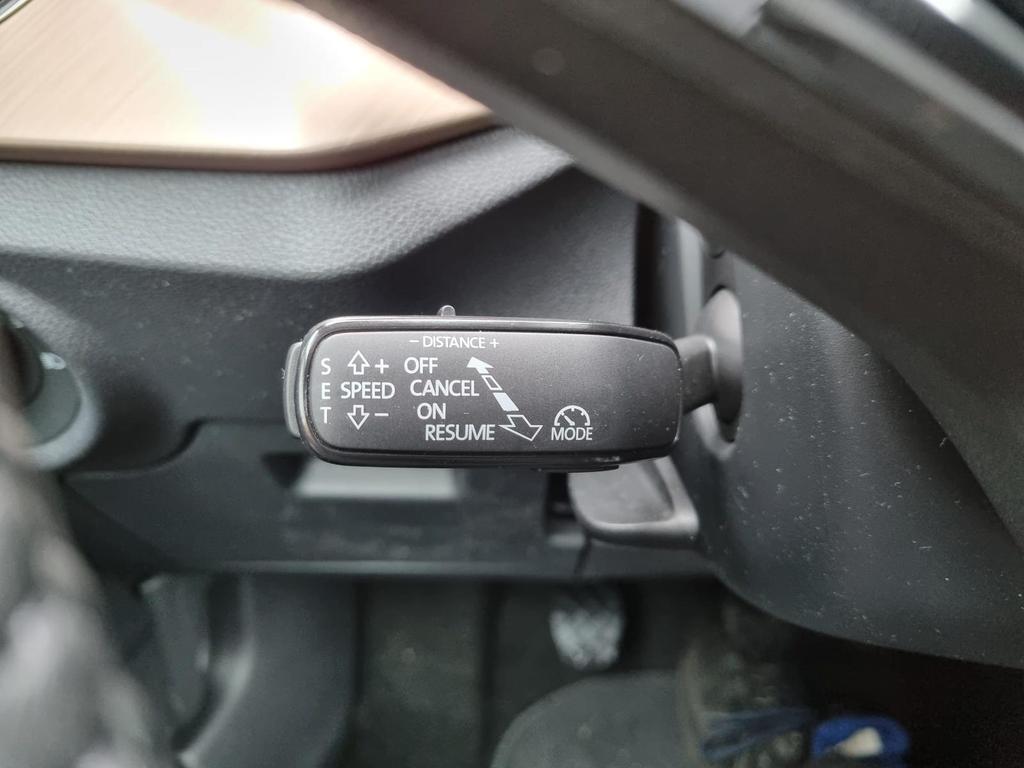 - DISTANCE +
S + OFF
E SPEED CANCEL
T - ON
RESUME MODE